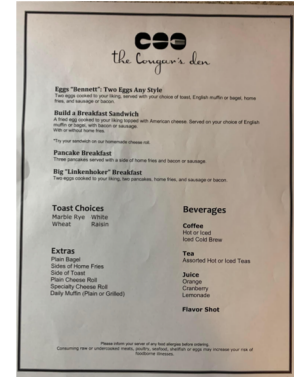 the Cougar's den
Eggs "Bennett": Two Eggs Any Style
Two eggs cooked to your liking, served with your choice of toast, English muffin or bagel, home
fries, and sausage or bacon.
Build a Breakfast Sandwich
A fried egg cooked to your liking topped with American cheese. Served on your choice of English
muffin or bagel, with bacon or sausage.
With or without home fries.
*Try your sandwich on our homemade cheese roll.
Pancake Breakfast
Three pancakes served with a side of home fries and bacon or sausage.
Big "Linkenhoker" Breakfast
Two eggs cooked to your liking, two pancakes, home fries, and sausage or bacon.
Toast Choices
Marble Rye White
Wheat Raisin
Extras
Plain Bagel
Sides of Home Fries
Side of Toast
Plain Cheese Roll
Specialty Cheese Roll
Daily Muffin (Plain or Grilled)
Beverages
Coffee
Hot or Iced
Iced Cold Brew
Tea
Assorted Hot or Iced Teas
Juice
Orange
Cranberry
Lemonade
Flavor Shot
Please inform your server of any food allergies before ordering.
Consuming raw or undercooked meats, poultry, seafood, shellfish or eggs may increase your risk of
foodborne illnesses.